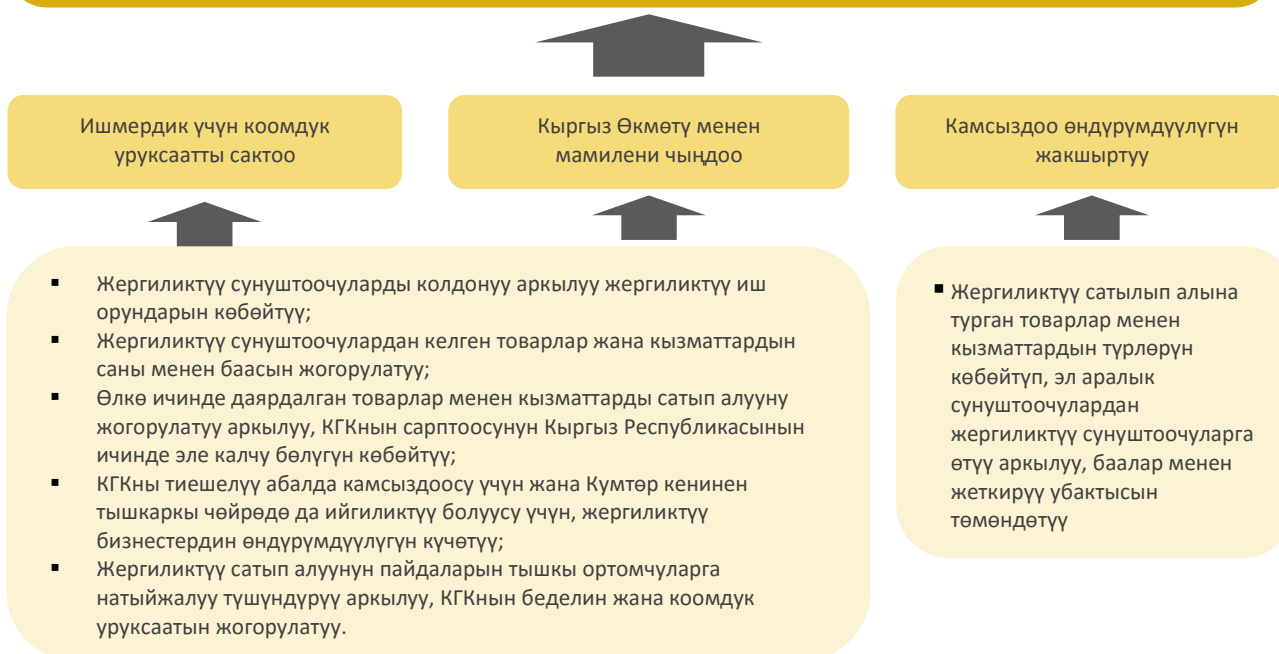 Ишмердик үчүн коомдук
уруксаатты сактоо
Кыргыз Өкмөтү менен
мамилени чыңдоо
Камсыздоо өндүрүмдүүлүгүн
жакшыртуу
▪ Жергиликтүү сунуштоочуларды колдонуу аркылуу жергиликтүү иш
орундарын көбөйтүү;
▪ Жергиликтүү сунуштоочулардан келген товарлар жана кызматтардын
саны менен баасын жогорулатуу;
▪ Өлкө ичинде даярдалган товарлар менен кызматтарды сатып алууну
жогорулатуу аркылуу, КГКнын сарптоосунун Кыргыз Республикасынын
ичинде эле калчу бөлүгүн көбөйтүү;
▪ КГКны тиешелүү абалда камсыздоосу үчүн жана Кумтөр кенинен
тышкаркы чөйрөдө да ийгиликтүү болуусу үчүн, жергиликтүү
бизнестердин өндүрүмдүүлүгүн күчөтүү;
▪ Жергиликтүү сатып алуунун пайдаларын тышкы ортомчуларга
натыйжалуу түшүндүрүү аркылуу, КГКнын беделин жана коомдук
уруксаатын жогорулатуу.
▪ Жергиликтүү сатылып алына
турган товарлар менен
кызматтардын түрлөрүн
көбөйтүп, эл аралык
сунуштоочулардан
жергиликтүү сунуштоочуларга
өтүү аркылуу, баалар менен
жеткирүү убактысын
төмөндөтүү